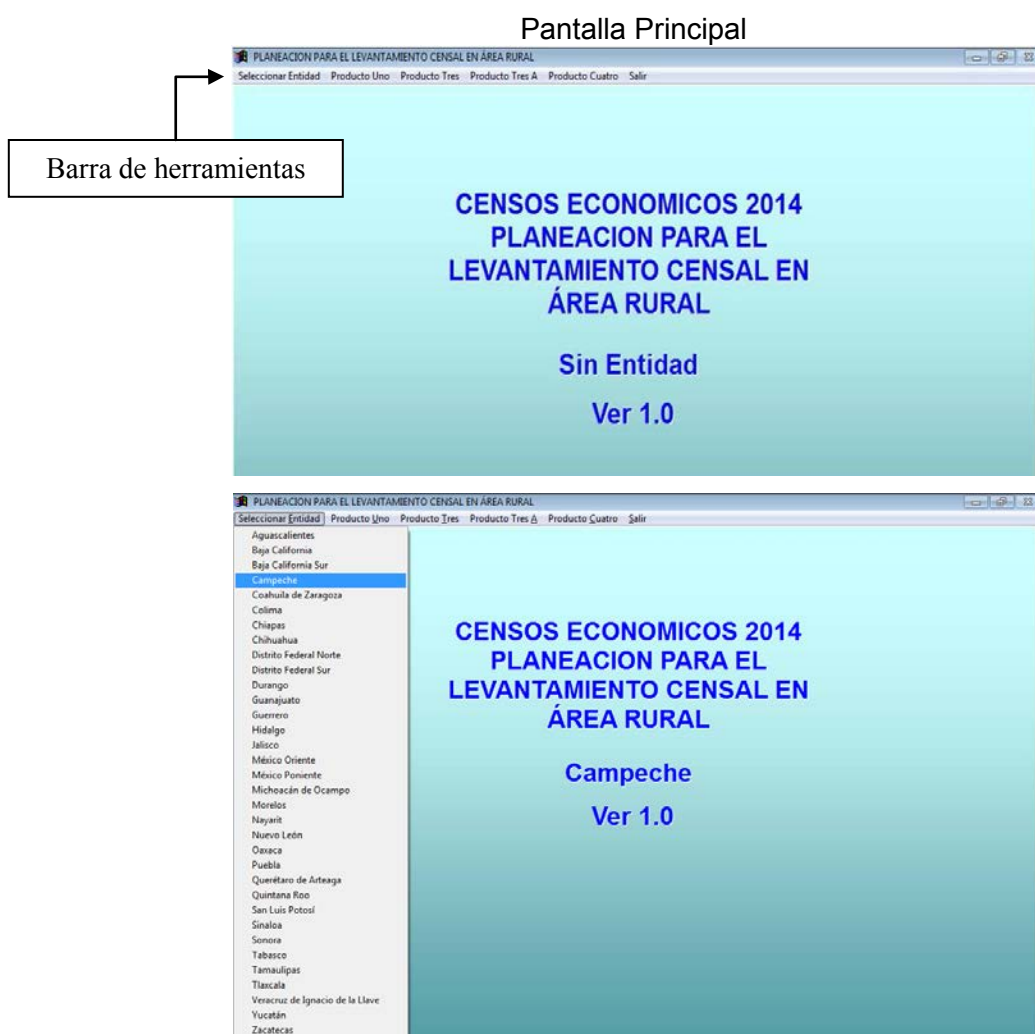 Pantalla Principal
PLANEACION PARA EL LEVANTAMIENTO CENSAL EN ÁREA RURAL
Seleccionar Entidad Producto Uno Producto Tres Producto Tres A Producto Cuatro Salir
Barra de herramientas
CENSOS ECONOMICOS 2014
PLANEACION PARA EL
LEVANTAMIENTO CENSAL EN
ÁREA RURAL
Sin Entidad
Ver 1.0
PLANEACION PARA EL LEVANTAMIENTO CENSAL EN ÁREA RURAL
Seleccionar Entidad Producto Uno Producto Tres Producto Tres A Producto Cuatro Salir
Aguascalientes
Baja California
Baja California Sur
Campeche
Coahuila de Zaragoza
Colima
Chiapas
Chihuahua
Distrito Federal Norte
Distrito Federal Sur
Durango
Guanajuato
Guerrero
Hidalgo
Jalisco
México Oriente
México Poniente
Michoacán de Ocampo
Morelos
Nayarit
Nuevo León
Oaxaca
Puebla
Querétaro de Arteaga
Quintana Roo
San Luis Potosí
Sinaloa
Sonora
Tabasco
Tamaulipas
Tlaxcala
Veracruz de Ignacio de la Llave
Yucatán
Zacatecas
CENSOS ECONOMICOS 2014
PLANEACION PARA EL
LEVANTAMIENTO CENSAL EN
ÁREA RURAL
Campeche
Ver 1.0